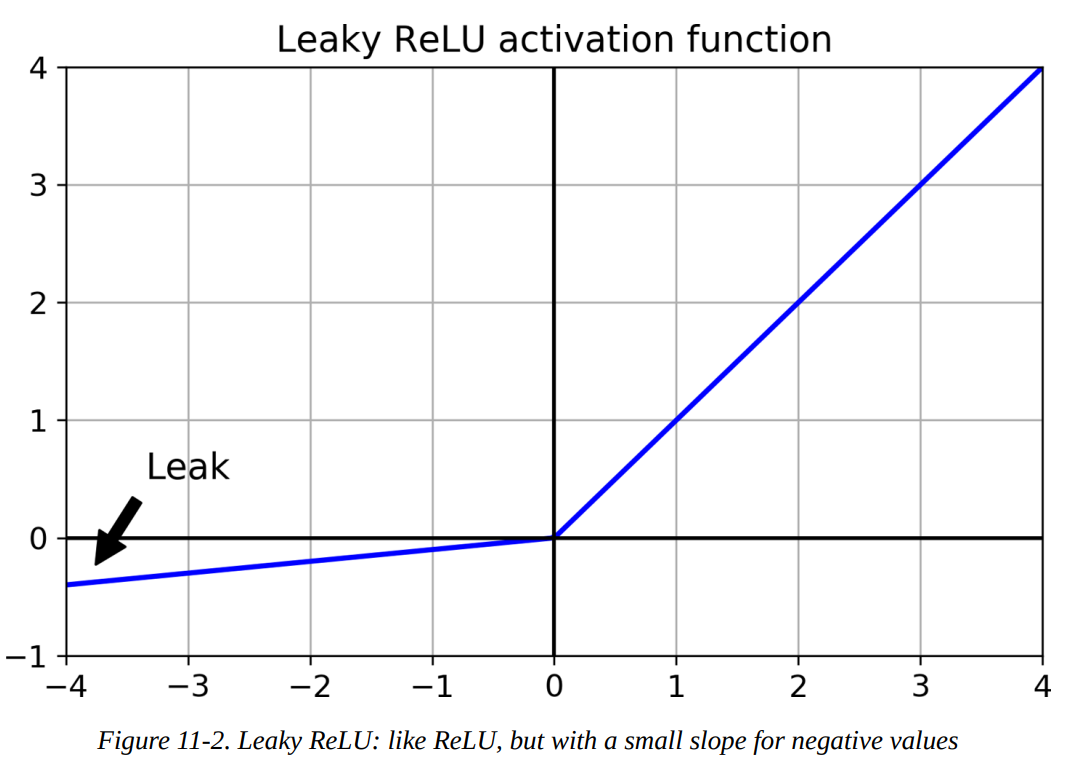 Leaky ReLU activation function
4
3
2
1
Leak
0
−1
−4 −3 −2 −1 0 1 2 3 4
Figure 11-2. Leaky ReLU: like ReLU, but with a small slope for negative values